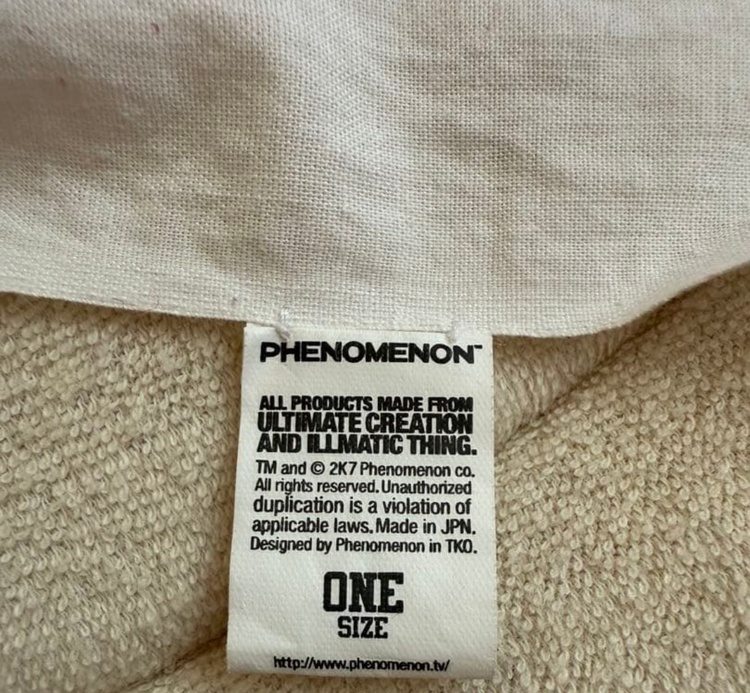 PHENOMENON™
ALL PRODUCTS MADE FROM
ULTIMATE CREATION
AND ILLMATIC THING.
TM and © 2K7 Phenomenon co.
All rights reserved. Unauthorized
duplication is a violation of
applicable laws. Made in JPN.
Designed by Phenomenon in TKO.
ONE
SIZE
http://www.phenomenon.tv/